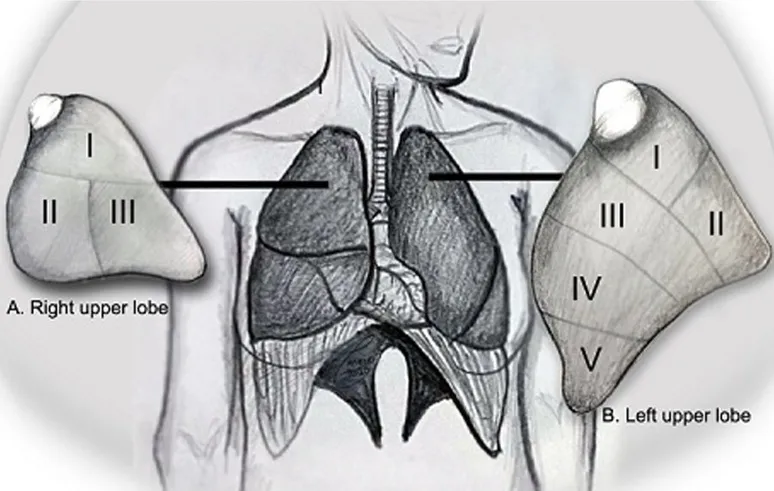 I
II
III
A. Right upper lobe
I
II
III
IV
V
B. Left upper lobe